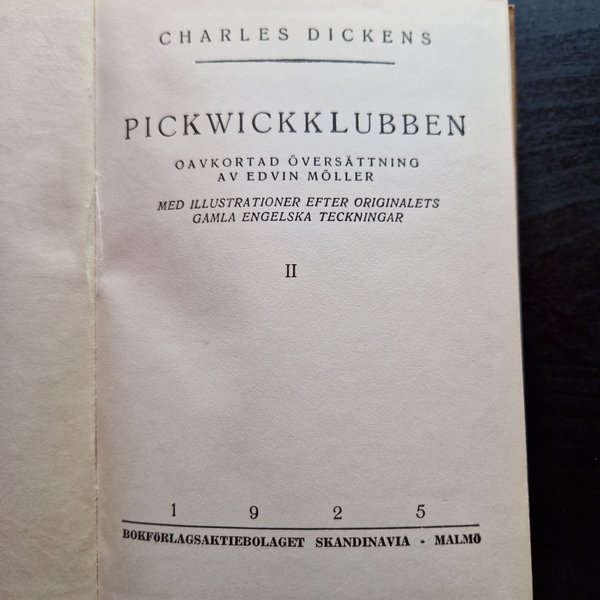 CHARLES DICKENS
PICKWICKKLUBBEN
OAVKORTAD ÖVERSÄTTNING
AV EDVIN MÖLLER
MED ILLUSTRATIONER EFTER ORIGINALETS
GAMLA ENGELSKA TECKNINGAR
II
1 9 2 5
BOKFÖRLAGSAKTIEBOLAGET SKANDINAVIA - MALMÖ